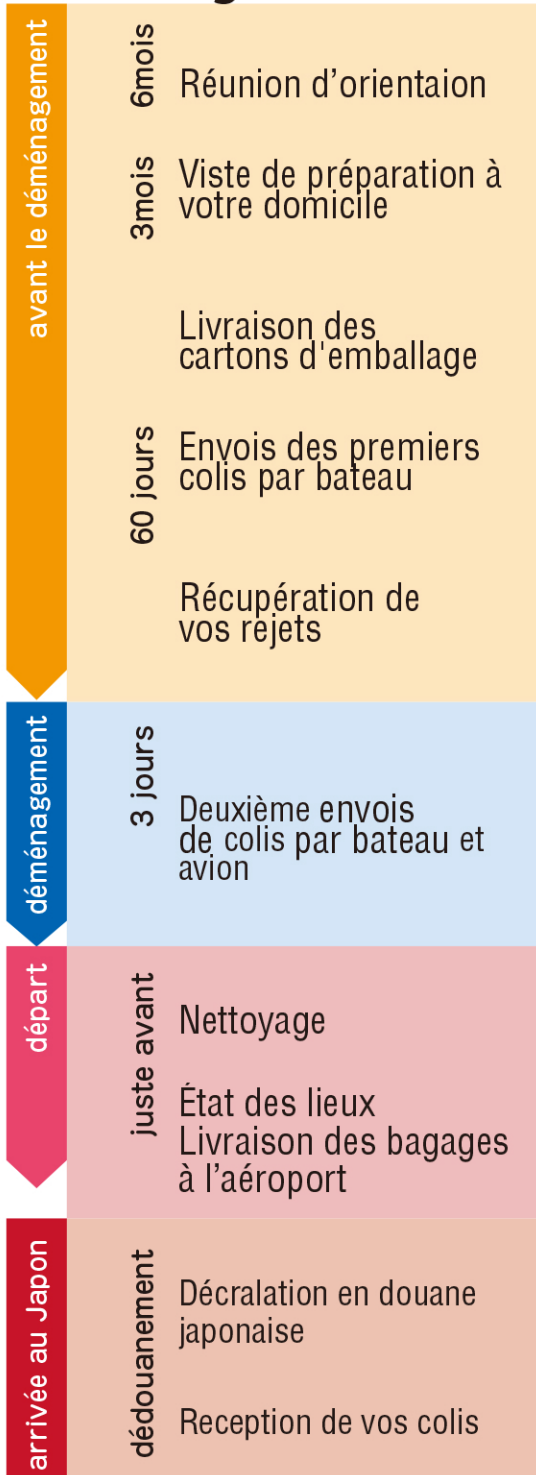 avant le déménagement
6mois
Réunion d’orientaion
3mois
Viste de préparation à
votre domicile
Livraison des
cartons d'emballage
60 jours
Envois des premiers
colis par bateau
Récupération de
vos rejets
déménagement
3 jours
Deuxième envois
de colis par bateau et
avion
départ
juste avant
Nettoyage
État des lieux
Livraison des bagages
à l’aéroport
arrivée au Japon
dédouanement
Décralation en douane
japonaise
Reception de vos colis